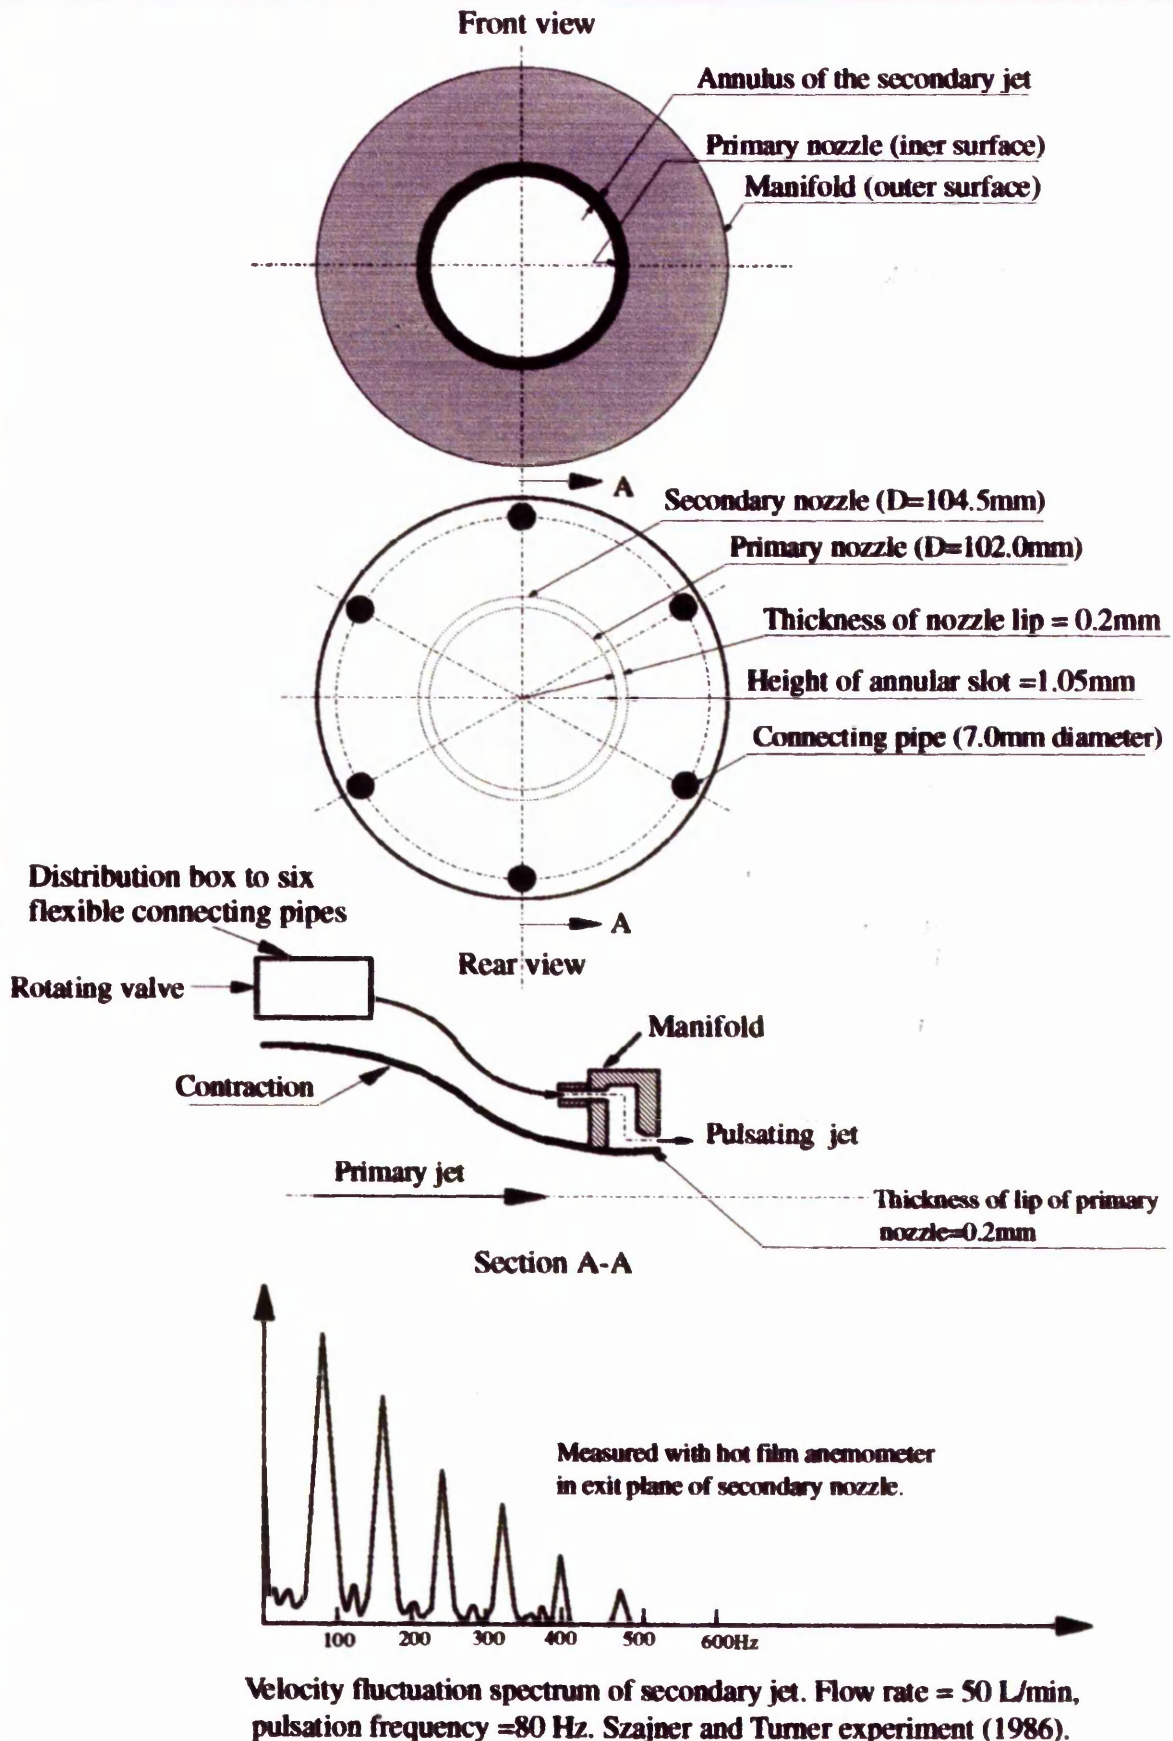 Front view
Annulus of the secondary jet
Primary nozzle (iner surface)
Manifold (outer surface)
A
Secondary nozzle (D=104.5mm)
Primary nozzle (D=102.0mm)
Thickness of nozzle lip = 0.2mm
Height of annular slot =1.05mm
Connecting pipe (7.0mm diameter)
Distribution box to six
flexible connecting pipes
A
Rear view
Rotating valve
Manifold
Contraction
Pulsating jet
Primary jet
Thickness of lip of primary
nozzle=0.2mm
Section A-A
Measured with hot film anemometer
in exit plane of secondary nozzle.
100 200 300 400 500 600Hz
Velocity fluctuation spectrum of secondary jet. Flow rate = 50 L/min,
pulsation frequency =80 Hz. Szajner and Turner experiment (1986).